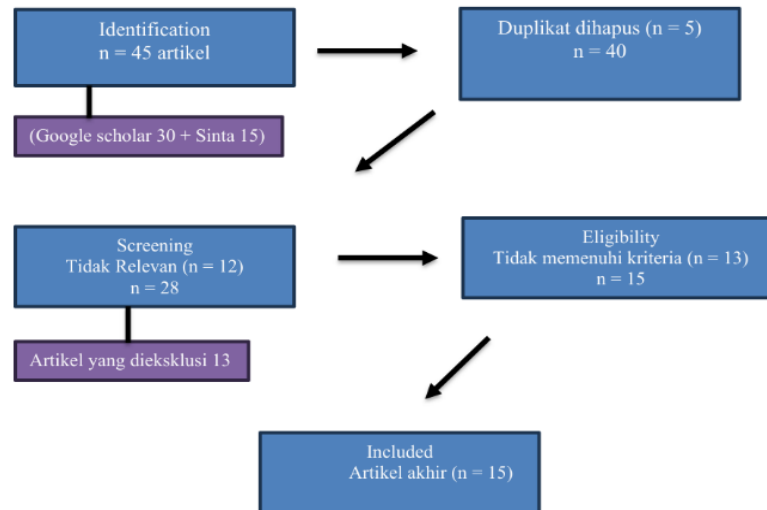 Identification
n = 45 artikel
Duplikat dihapus (n = 5)
n = 40
(Google scholar 30 + Sinta 15)
Screening
Tidak Relevan (n = 12)
n = 28
Eligibility
Tidak memenuhi kriteria (n = 13)
n = 15
Artikel yang dieksklusi 13
Included
Artikel akhir (n = 15)